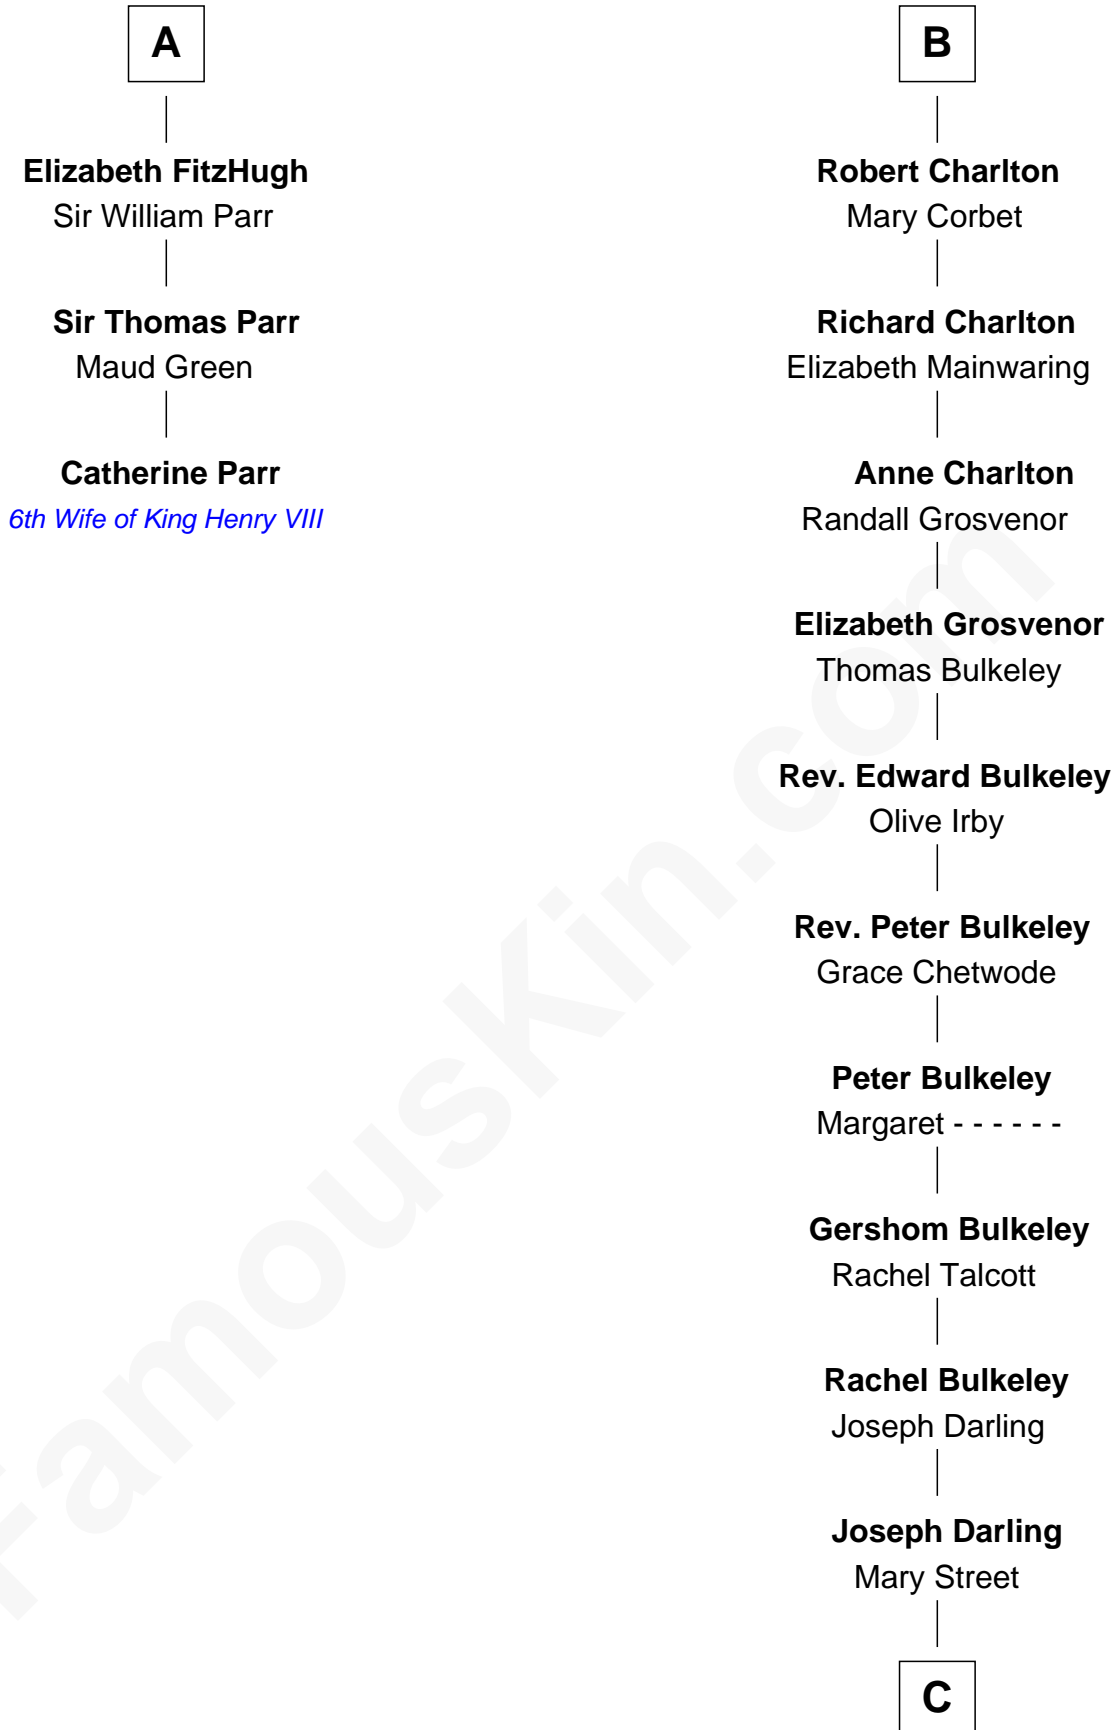 A
Elizabeth FitzHugh
Sir William Parr
Sir Thomas Parr
Maud Green
Catherine Parr
6th Wife of King Henry VIII
B
Robert Charlton
Mary Corbet
Richard Charlton
Elizabeth Mainwaring
Anne Charlton
Randall Grosvenor
Elizabeth Grosvenor
Thomas Bulkeley
Rev. Edward Bulkeley
Olive Irby
Rev. Peter Bulkeley
Grace Chetwode
Peter Bulkeley
Margaret - - - - - -
Gershom Bulkeley
Rachel Talcott
Rachel Bulkeley
Joseph Darling
Joseph Darling
Mary Street
C
FamousKin.com